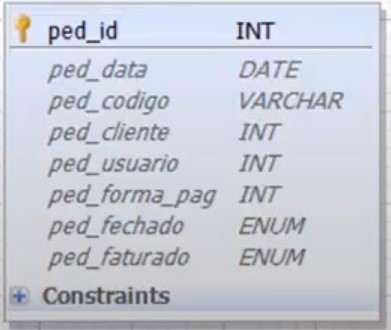 ped_id INT
ped_data DATE
ped_codigo VARCHAR
ped_cliente INT
ped_usuario INT
ped_forma_pag INT
ped_fechado ENUM
ped_faturado ENUM
Constraints